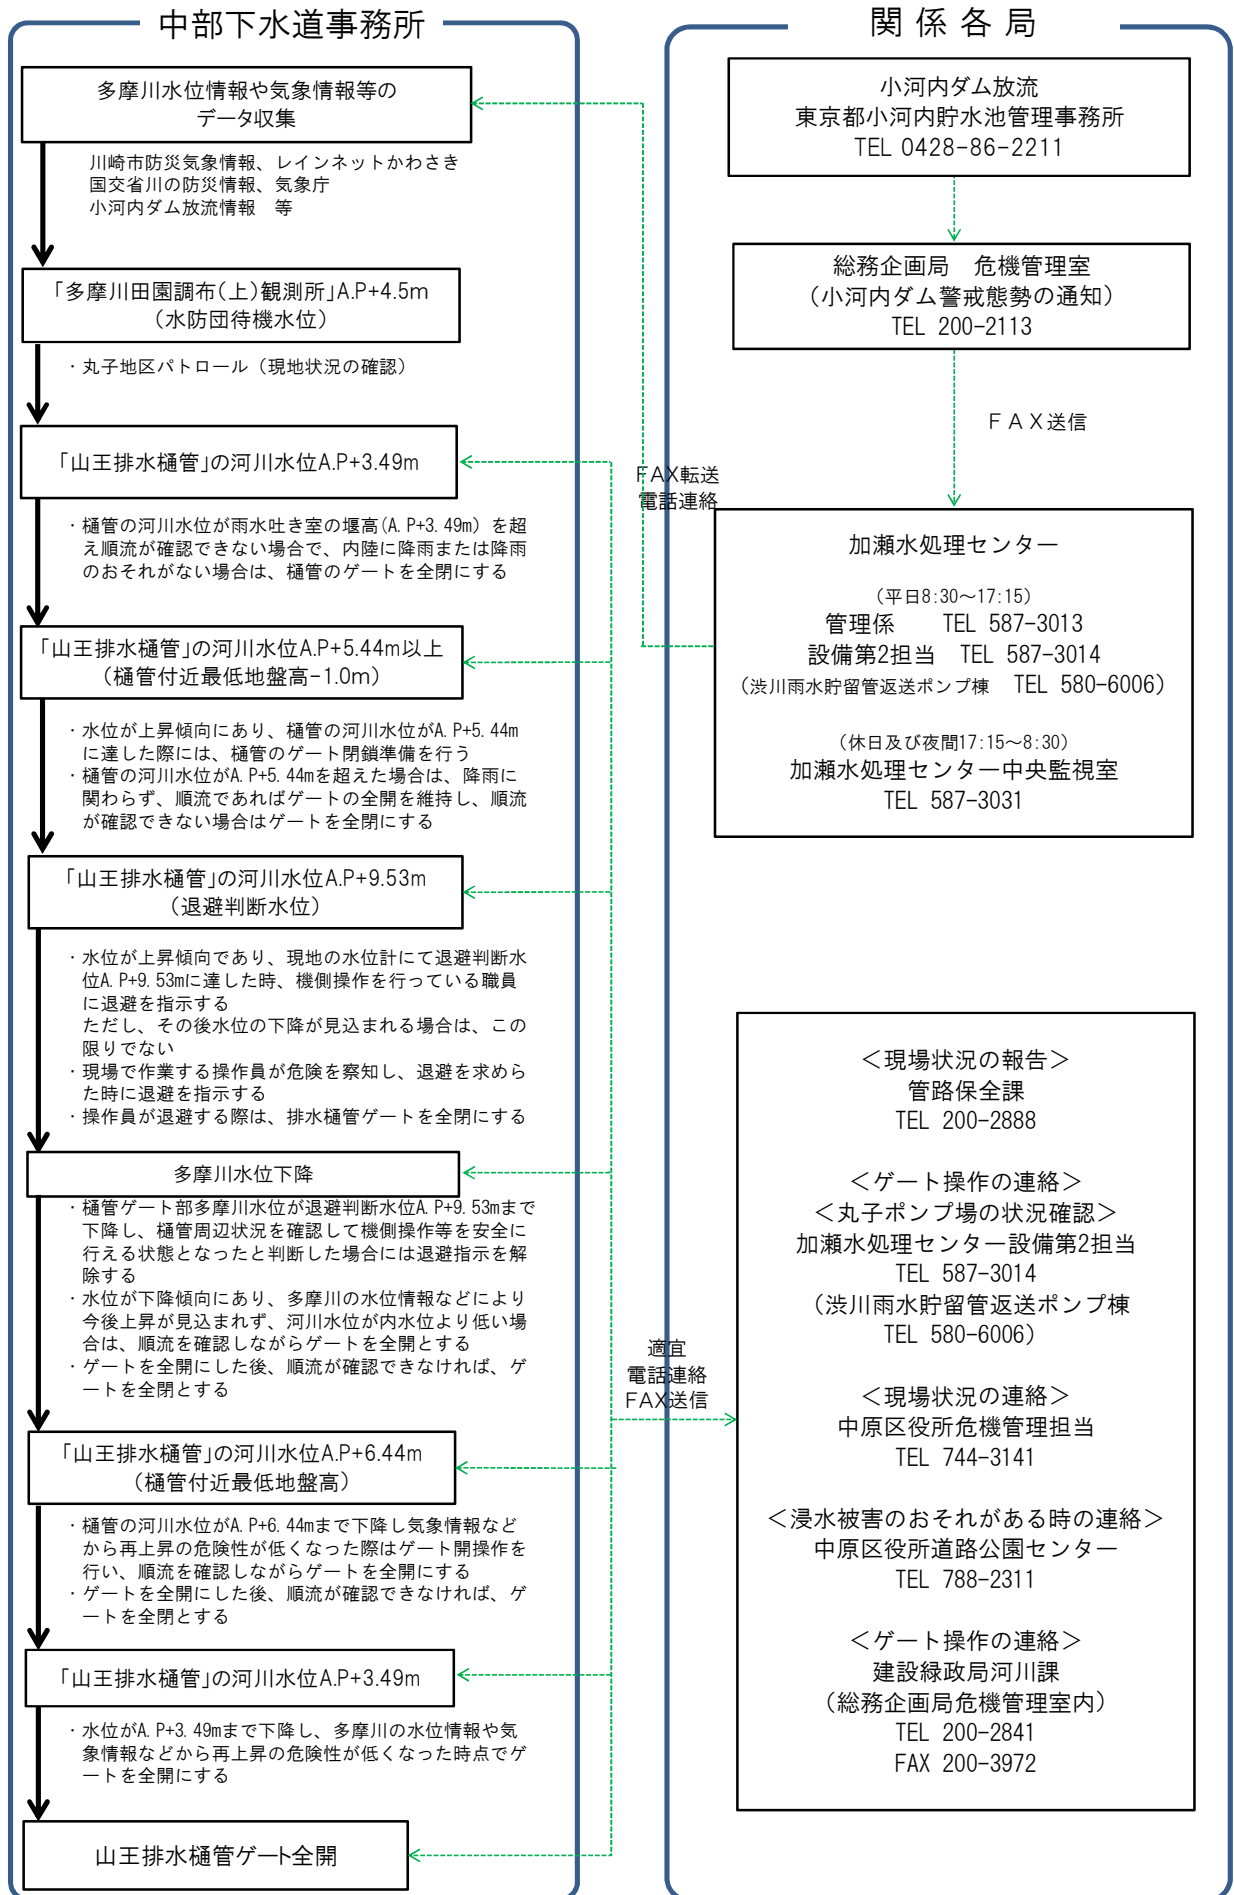 中部下水道事務所
多摩川水位情報や気象情報等の
データ収集
川崎市防災気象情報、レインネットかわさき
国交省川の防災情報、気象庁
小河内ダム放流情報　等
「多摩川田園調布(上)観測所」A.P+4.5m
（水防団待機水位）
・丸子地区パトロール（現地状況の確認）
「山王排水樋管」の河川水位A.P+3.49m
・樋管の河川水位が雨水吐き室の堰高(A.P+3.49m）を超
え順流が確認できない場合で、内陸に降雨または降雨
のおそれがない場合は、樋管のゲートを全閉にする
「山王排水樋管」の河川水位A.P+5.44m以上
（樋管付近最低地盤高-1.0m）
・水位が上昇傾向にあり、樋管の河川水位がA.P+5.44m
に達した際には、樋管のゲート閉鎖準備を行う
・樋管の河川水位がA.P+5.44mを超えた場合は、降雨に
関わらず、順流であればゲートの全開を維持し、順流
が確認できない場合はゲートを全閉にする
「山王排水樋管」の河川水位A.P+9.53m
（退避判断水位）
・水位が上昇傾向であり、現地の水位計にて退避判断水
位A.P+9.53mに達した時、機側操作を行っている職員
に退避を指示する
ただし、その後水位の下降が見込まれる場合は、この
限りでない
・現場で作業する操作員が危険を察知し、退避を求めら
た時に退避を指示する
・操作員が退避する際は、排水樋管ゲートを全閉にする
多摩川水位下降
・樋管ゲート部多摩川水位が退避判断水位A.P+9.53mまで
下降し、樋管周辺状況を確認して機側操作等を安全に
行える状態となったと判断した場合には退避指示を解
除する
・水位が下降傾向にあり、多摩川の水位情報などにより
今後上昇が見込まれず、河川水位が内水位より低い場
合は、順流を確認しながらゲートを全開とする
・ゲートを全開にした後、順流が確認できなければ、ゲ
ートを全閉とする
「山王排水樋管」の河川水位A.P+6.44m
（樋管付近最低地盤高）
・樋管の河川水位がA.P+6.44mまで下降し気象情報など
から再上昇の危険性が低くなった際はゲート開操作を
行い、順流を確認しながらゲートを全開にする
・ゲートを全開にした後、順流が確認できなければ、ゲ
ートを全閉とする
「山王排水樋管」の河川水位A.P+3.49m
・水位がA.P+3.49mまで下降し、多摩川の水位情報や気
象情報などから再上昇の危険性が低くなった時点でゲ
ートを全開にする
山王排水樋管ゲート全開
FAX転送
電話連絡
適宜
電話連絡
FAX送信
関係各局
小河内ダム放流
東京都小河内貯水池管理事務所
TEL 0428-86-2211
総務企画局　危機管理室
（小河内ダム警戒態勢の通知）
TEL 200-2113
ＦＡＸ送信
加瀬水処理センター
（平日8:30～17:15）
管理係　　TEL 587-3013
設備第2担当　TEL 587-3014
（渋川雨水貯留管返送ポンプ棟　TEL 580-6006）
（休日及び夜間17:15～8:30）
加瀬水処理センター中央監視室
TEL 587-3031
＜現場状況の報告＞
管路保全課
TEL 200-2888
＜ゲート操作の連絡＞
＜丸子ポンプ場の状況確認＞
加瀬水処理センター設備第2担当
TEL 587-3014
（渋川雨水貯留管返送ポンプ棟
TEL 580-6006）
＜現場状況の連絡＞
中原区役所危機管理担当
TEL 744-3141
＜浸水被害のおそれがある時の連絡＞
中原区役所道路公園センター
TEL 788-2311
＜ゲート操作の連絡＞
建設緑政局河川課
（総務企画局危機管理室内）
TEL 200-2841
FAX 200-3972